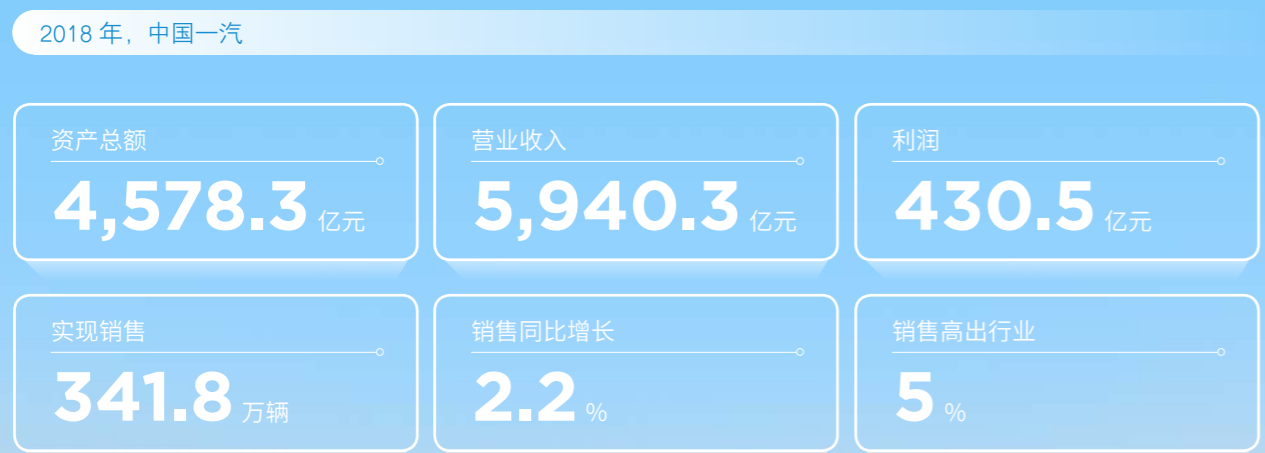 2018 年，中国一汽
资产总额
4,578.3 亿元
营业收入
5,940.3 亿元
利润
430.5 亿元
实现销售
341.8 万辆
销售同比增长
2.2 %
销售高出行业
5 %